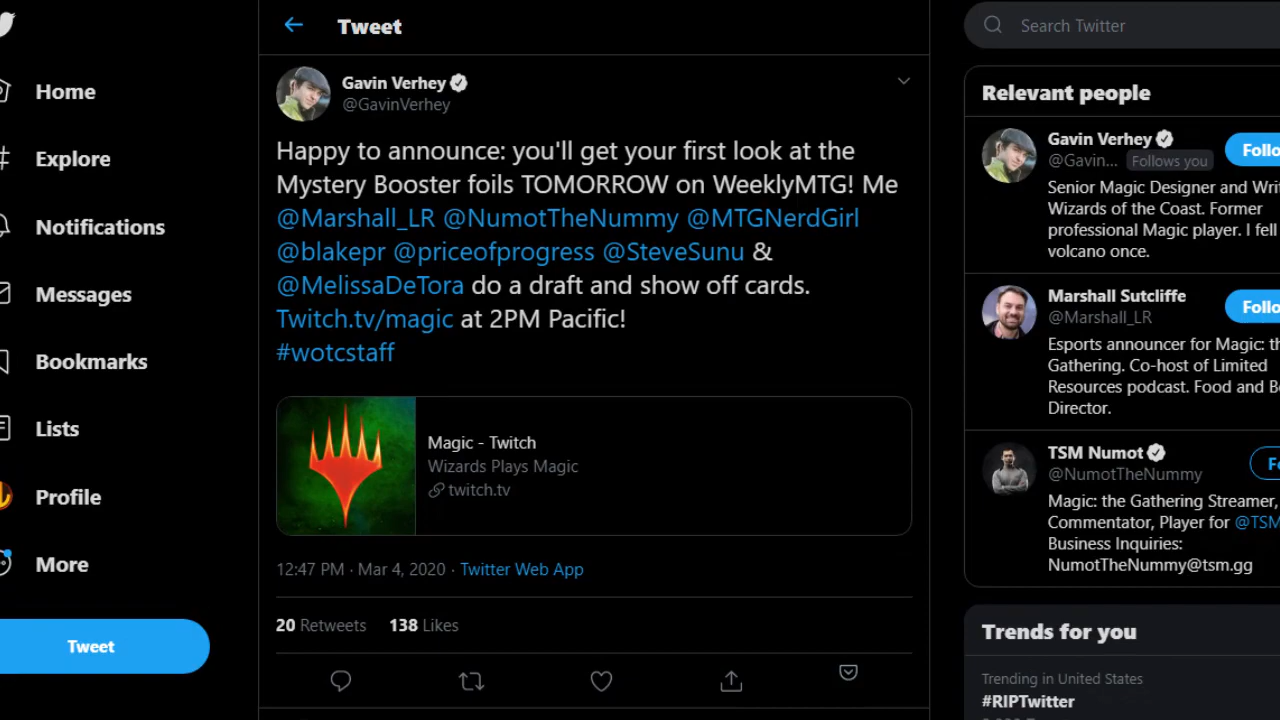 Tweet
Search Twitter
Home
Explore
Notifications
Messages
Bookmarks
Lists
Profile
More
Tweet
Gavin Verhey
@GavinVerhey
Happy to announce: you'll get your first look at the
Mystery Booster foils TOMORROW on WeeklyMTG! Me
@Marshall_LR @NumotTheNummy @MTGNerdGirl
@blakepr @priceofprogress @SteveSunu &
@MelissaDeTora do a draft and show off cards.
Twitch.tv/magic at 2PM Pacific!
#wotcstaff
Magic - Twitch
Wizards Plays Magic
twitch.tv
12:47 PM · Mar 4, 2020 · Twitter Web App
20 Retweets 138 Likes
Relevant people
Gavin Verhey
@Gavin... Follows you
Follo
Senior Magic Designer and Writ
Wizards of the Coast. Former
professional Magic player. I fell
volcano once.
Marshall Sutcliffe
@Marshall_LR
Follo
Esports announcer for Magic: th
Gathering. Co-host of Limited
Resources podcast. Food and Be
Director.
TSM Numot
@NumotTheNummy
Fo
Magic: the Gathering Streamer,
Commentator, Player for @TSM
Business Inquiries:
NumotTheNummy@tsm.gg
Trends for you
Trending in United States
#RIPTwitter